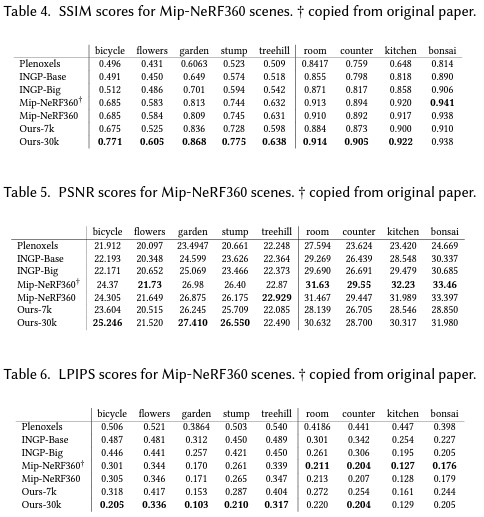 Table 4. SSIM scores for Mip-NeRF360 scenes. † copied from original paper.
bicycle flowers garden stump treehill room counter kitchen bonsai
Plenoxels 0.496 0.431 0.6063 0.523 0.509 0.8417 0.759 0.648 0.814
INGP-Base 0.491 0.450 0.649 0.574 0.518 0.855 0.798 0.818 0.890
INGP-Big 0.512 0.486 0.701 0.594 0.542 0.871 0.817 0.858 0.906
Mip-NeRF360† 0.685 0.583 0.813 0.744 0.632 0.913 0.894 0.920 0.941
Mip-NeRF360 0.685 0.584 0.809 0.745 0.631 0.910 0.892 0.917 0.938
Ours-7k 0.675 0.525 0.836 0.728 0.598 0.884 0.873 0.900 0.910
Ours-30k 0.771 0.605 0.868 0.775 0.638 0.914 0.905 0.922 0.938
Table 5. PSNR scores for Mip-NeRF360 scenes. † copied from original paper.
bicycle flowers garden stump treehill room counter kitchen bonsai
Plenoxels 21.912 20.097 23.4947 20.661 22.248 27.594 23.624 23.420 24.669
INGP-Base 22.193 20.348 24.599 23.626 22.364 29.269 26.439 28.548 30.337
INGP-Big 22.171 20.652 25.069 23.466 22.373 29.690 26.691 29.479 30.685
Mip-NeRF360† 24.37 21.73 26.98 26.40 22.87 31.63 29.55 32.23 33.46
Mip-NeRF360 24.305 21.649 26.875 26.175 22.929 31.467 29.447 31.989 33.397
Ours-7k 23.604 20.515 26.245 25.709 22.085 28.139 26.705 28.546 28.850
Ours-30k 25.246 21.520 27.410 26.550 22.490 30.632 28.700 30.317 31.980
Table 6. LPIPS scores for Mip-NeRF360 scenes. † copied from original paper.
bicycle flowers garden stump treehill room counter kitchen bonsai
Plenoxels 0.506 0.521 0.3864 0.503 0.540 0.4186 0.441 0.447 0.398
INGP-Base 0.487 0.481 0.312 0.450 0.489 0.301 0.342 0.254 0.227
INGP-Big 0.446 0.441 0.257 0.421 0.450 0.261 0.306 0.195 0.205
Mip-NeRF360† 0.301 0.344 0.170 0.261 0.339 0.211 0.204 0.127 0.176
Mip-NeRF360 0.305 0.346 0.171 0.265 0.347 0.213 0.207 0.128 0.179
Ours-7k 0.318 0.417 0.153 0.287 0.404 0.272 0.254 0.161 0.244
Ours-30k 0.205 0.336 0.103 0.210 0.317 0.220 0.204 0.129 0.205